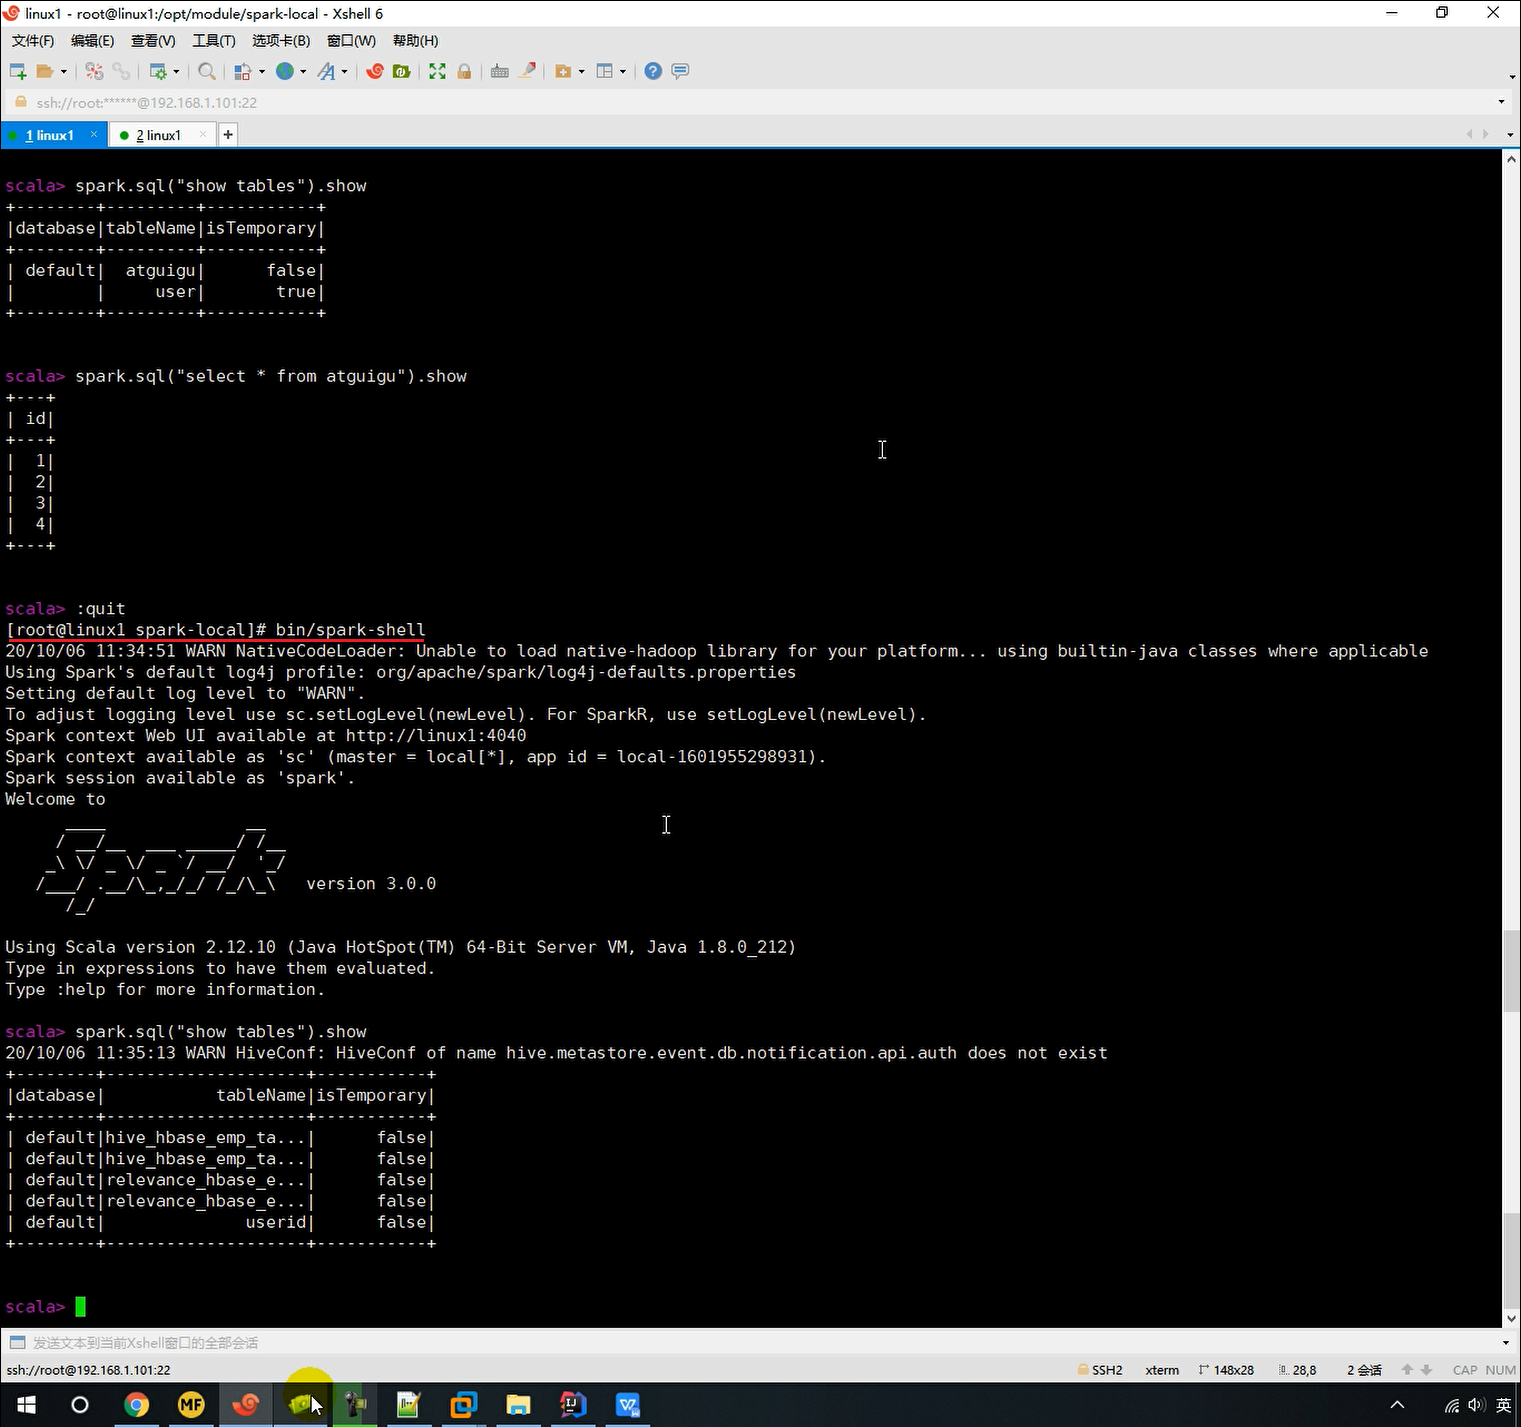 linux1 - root@linux1:/opt/module/spark-local - Xshell 6
文件(F) 编辑(E) 查看(V) 工具(T) 选项卡(B) 窗口(W) 帮助(H)
ssh://root:******@192.168.1.101:22
1 linux1 × 2 linux1 × +
scala> spark.sql("show tables").show
+--------+---------+-----------+
|database|tableName|isTemporary|
+--------+---------+-----------+
| default|  atguigu|      false|
|        |     user|       true|
+--------+---------+-----------+
scala> spark.sql("select * from atguigu").show
+---+
| id|
+---+
|  1|
|  2|
|  3|
|  4|
+---+
scala> :quit
[root@linux1 spark-local]# bin/spark-shell
20/10/06 11:34:51 WARN NativeCodeLoader: Unable to load native-hadoop library for your platform... using builtin-java classes where applicable
Using Spark's default log4j profile: org/apache/spark/log4j-defaults.properties
Setting default log level to "WARN".
To adjust logging level use sc.setLogLevel(newLevel). For SparkR, use setLogLevel(newLevel).
Spark context Web UI available at http://linux1:4040
Spark context available as 'sc' (master = local[*], app id = local-1601955298931).
Spark session available as 'spark'.
Welcome to
      ____              __
     / __/__  ___ _____/ /__
    _\ \/ _ \/ _ `/ __/  '_/
   /___/ .__/\_,_/_/ /_/\_\   version 3.0.0
      /_/
Using Scala version 2.12.10 (Java HotSpot(TM) 64-Bit Server VM, Java 1.8.0_212)
Type in expressions to have them evaluated.
Type :help for more information.
scala> spark.sql("show tables").show
20/10/06 11:35:13 WARN HiveConf: HiveConf of name hive.metastore.event.db.notification.api.auth does not exist
+--------+--------------------+-----------+
|database|           tableName|isTemporary|
+--------+--------------------+-----------+
| default|hive_hbase_emp_ta...|      false|
| default|hive_hbase_emp_ta...|      false|
| default|relevance_hbase_e...|      false|
| default|relevance_hbase_e...|      false|
| default|              userid|      false|
+--------+--------------------+-----------+
scala>
发送文本到当前Xshell窗口的全部会话
ssh://root@192.168.1.101:22 SSH2 xterm 148x28 28,8 2 会话 CAP NUM
MF 英